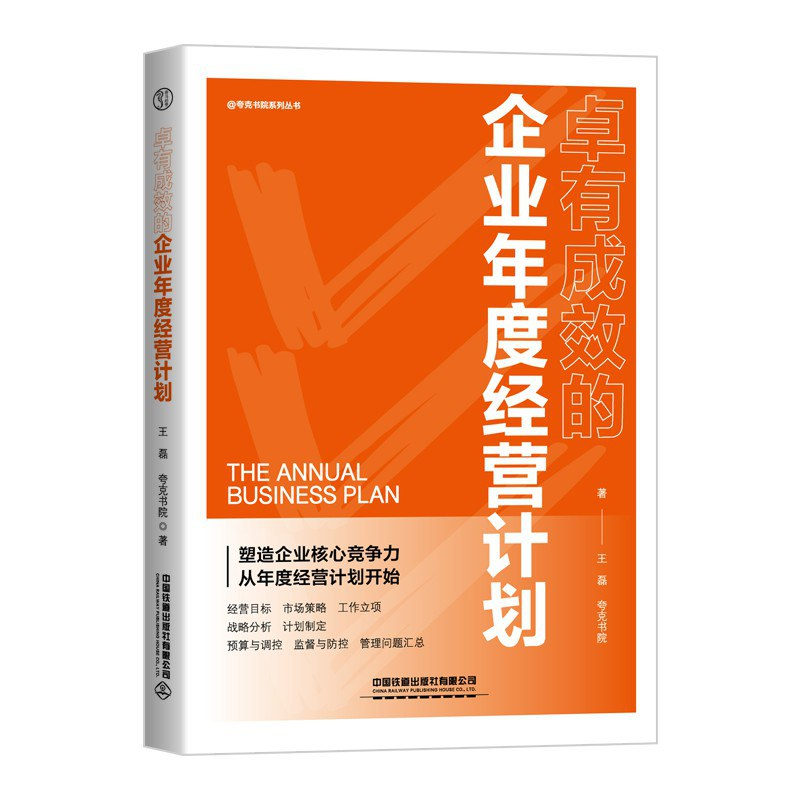 @夸克书院系列丛书
卓有成效的
企业年度经营计划
著 王磊 夸克书院
THE ANNUAL
BUSINESS PLAN
塑造企业核心竞争力
从年度经营计划开始
经营目标 市场策略 工作立项
战略分析 计划制定
预算与调控 监督与防控 管理问题汇总
中国铁道出版社有限公司
CHINA RAILWAY PUBLISHING HOUSE CO., LTD.
卓有成效的企业年度经营计划
王磊 夸克书院◎著
中国铁道出版社有限公司
CHINA RAILWAY PUBLISHING HOUSE CO., LTD.